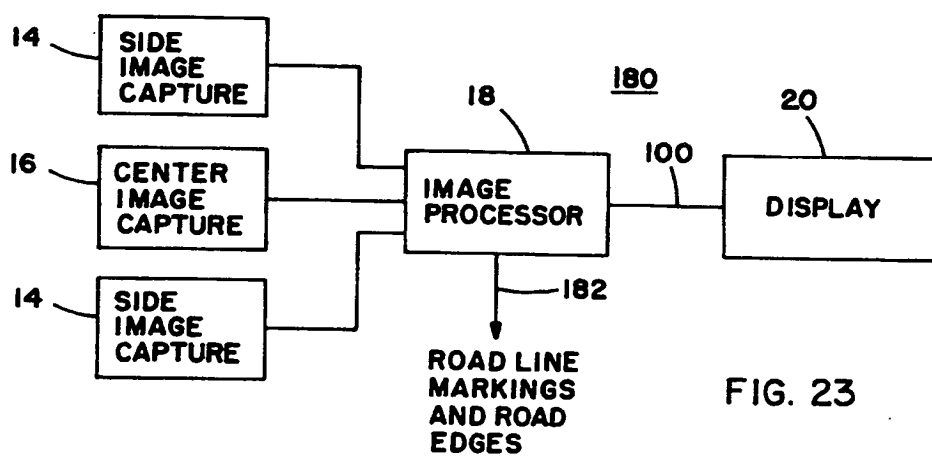 14
SIDE
IMAGE
CAPTURE
16
CENTER
IMAGE
CAPTURE
14
SIDE
IMAGE
CAPTURE
18
IMAGE
PROCESSOR
180
100
20
DISPLAY
182
ROAD LINE
MARKINGS
AND ROAD
EDGES
FIG. 23